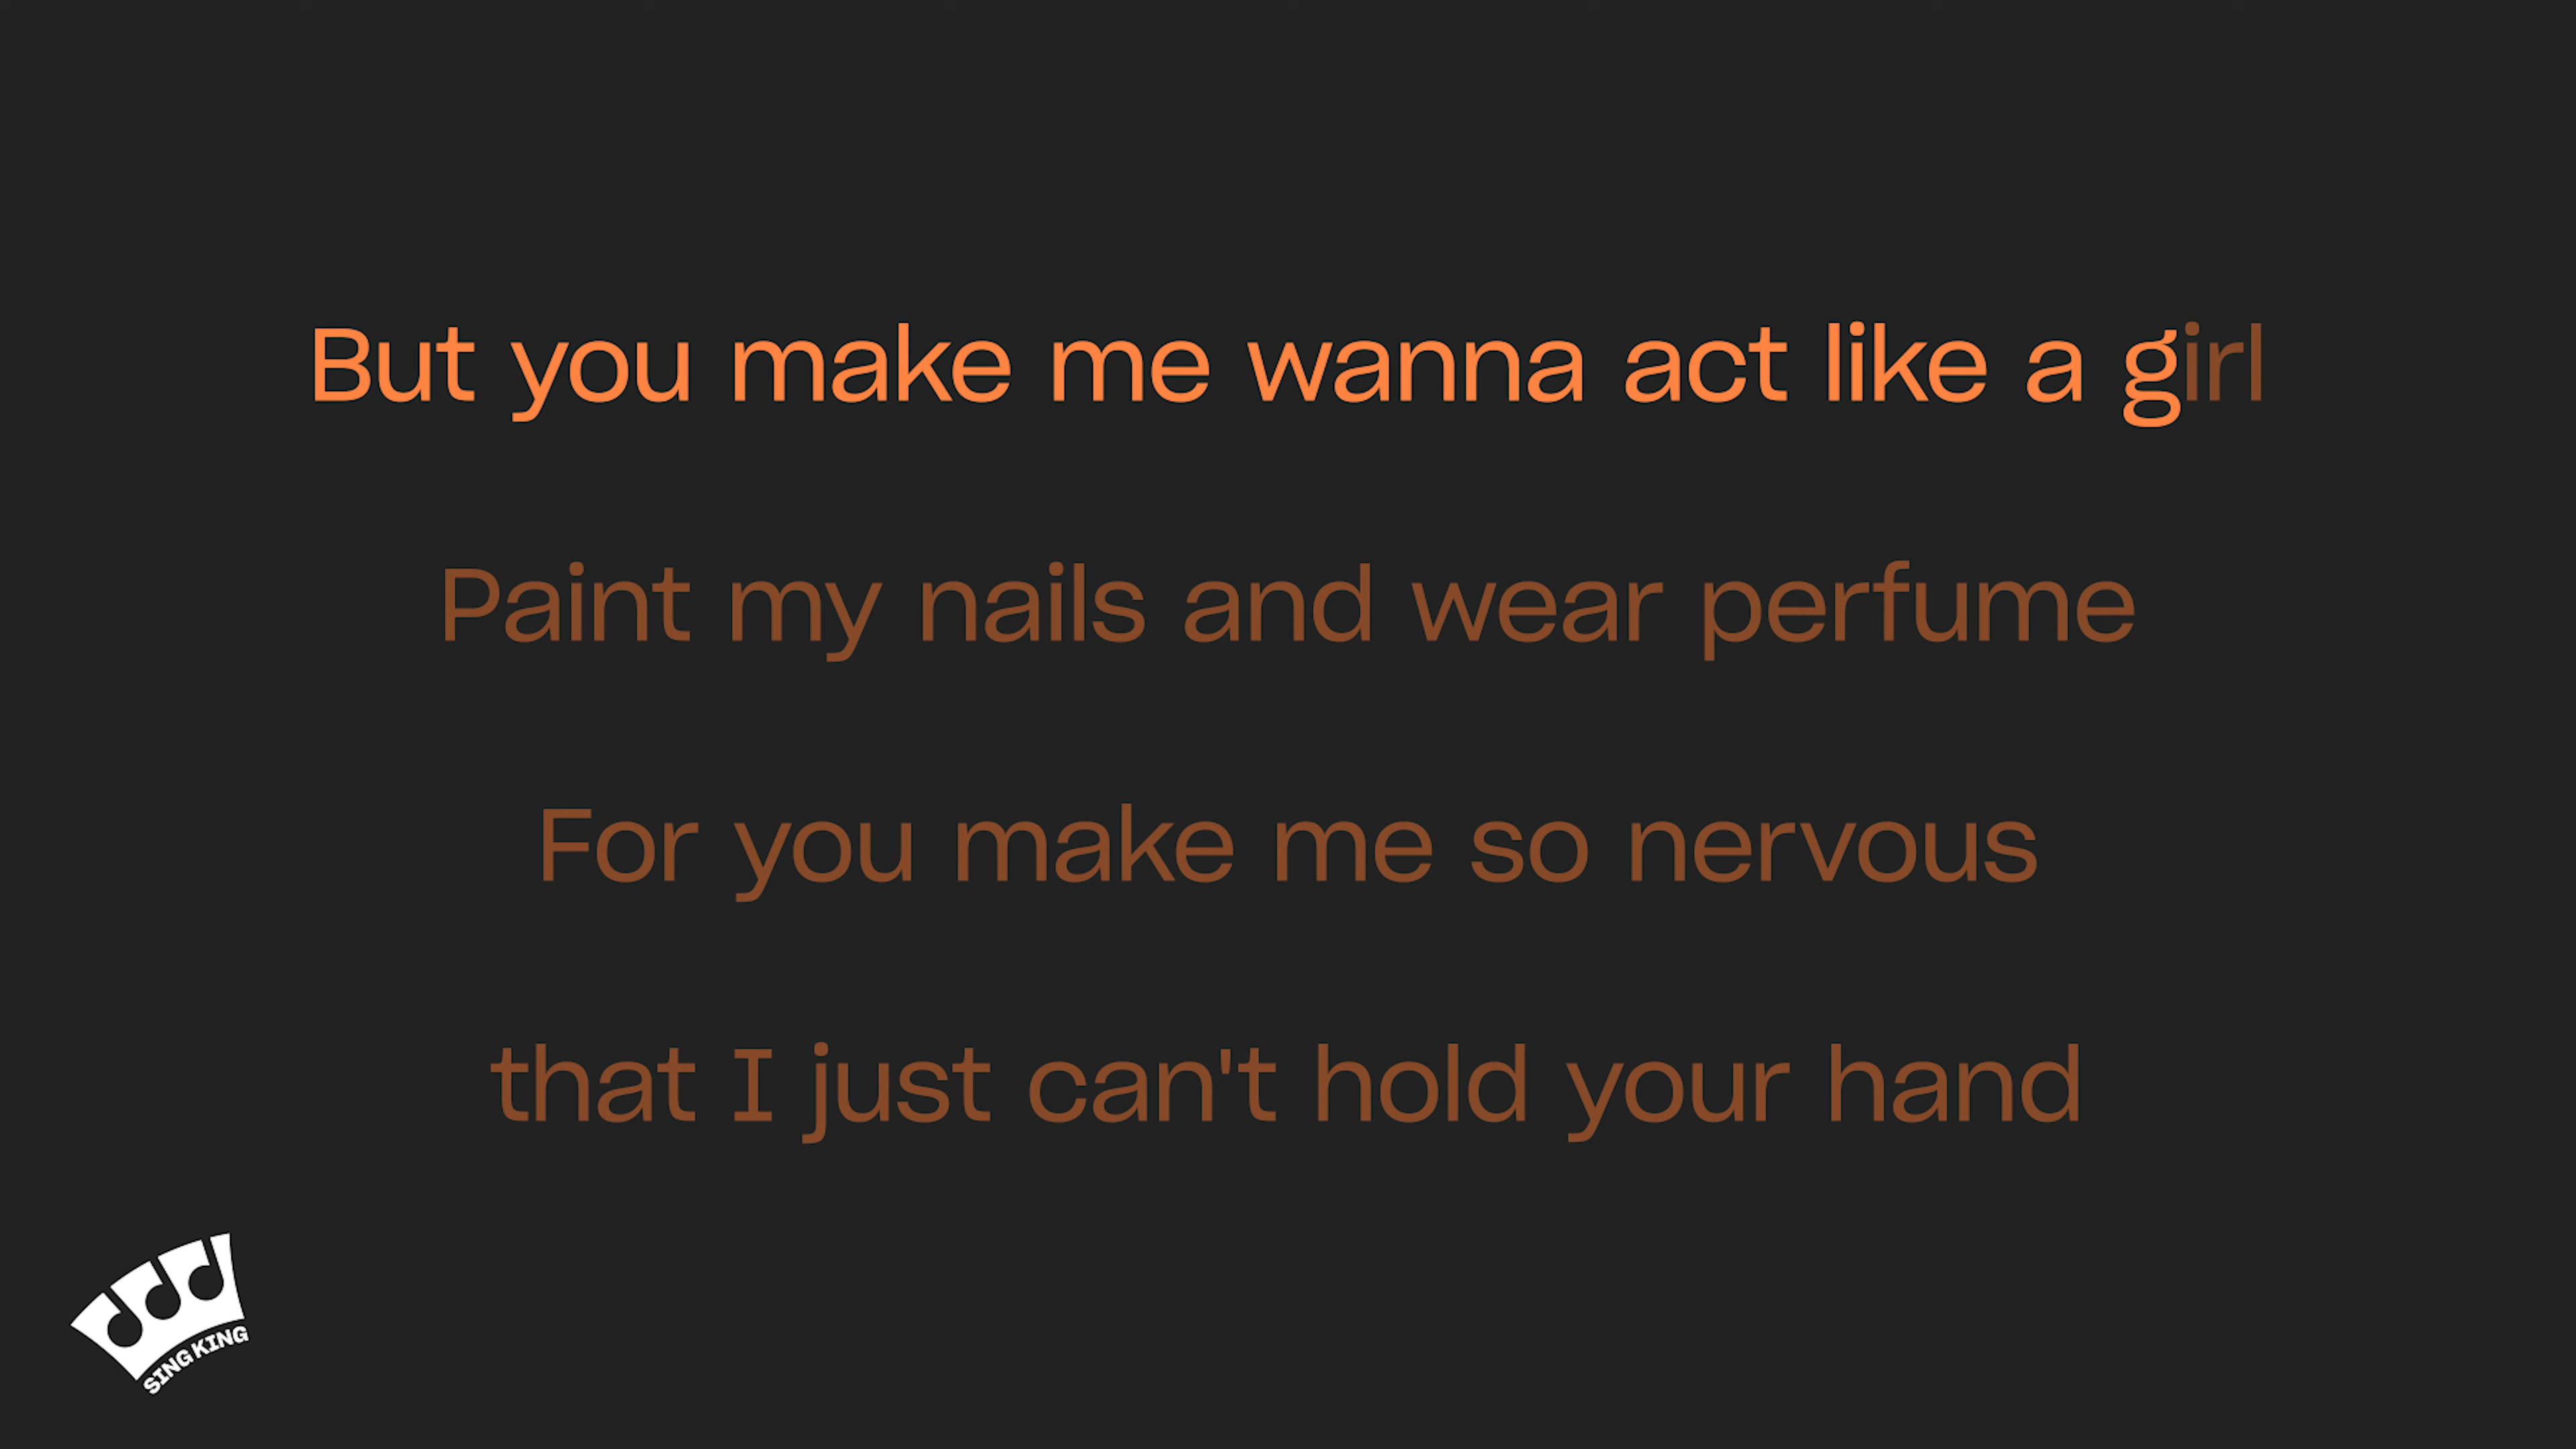 But you make me wanna act like a girl
Paint my nails and wear perfume
For you make me so nervous
that I just can't hold your hand
SING KING